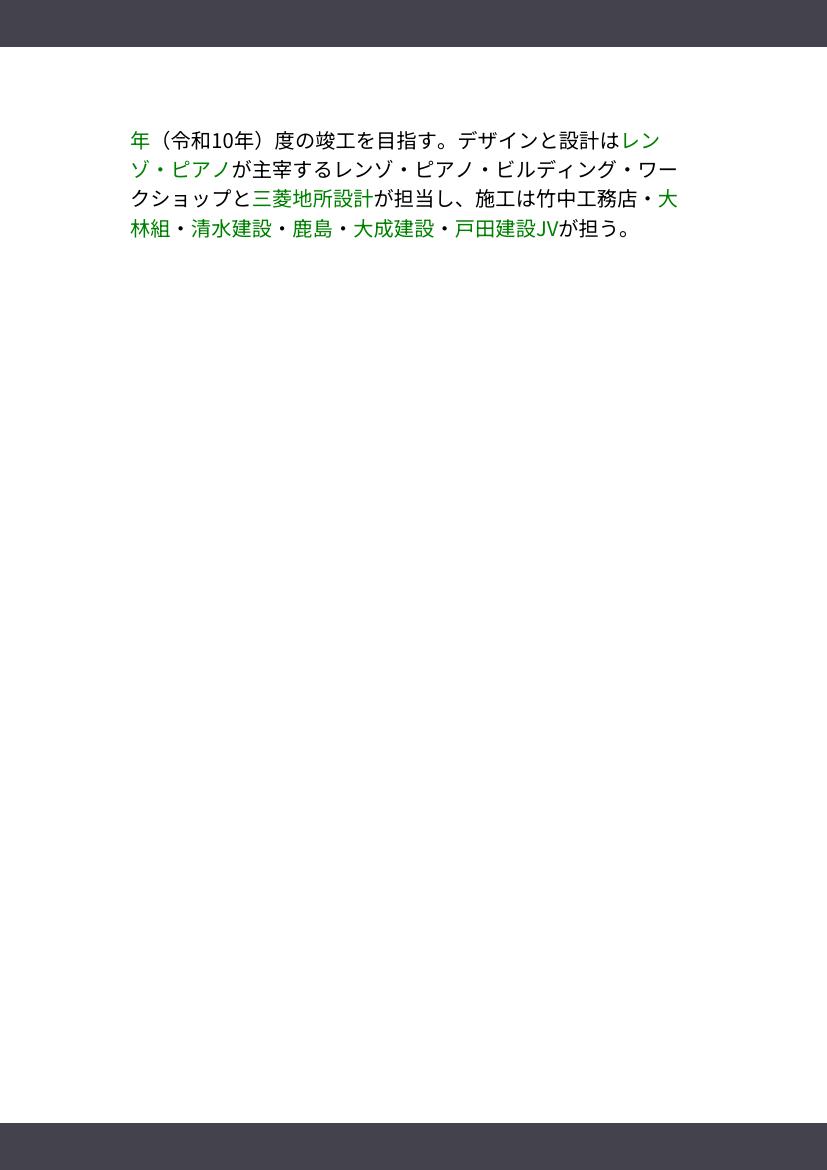 年（令和10年）度の竣工を目指す。デザインと設計はレン
ゾ・ピアノが主宰するレンゾ・ピアノ・ビルディング・ワー
クショップと三菱地所設計が担当し、施工は竹中工務店・大
林組・清水建設・鹿島・大成建設・戸田建設JVが担う。